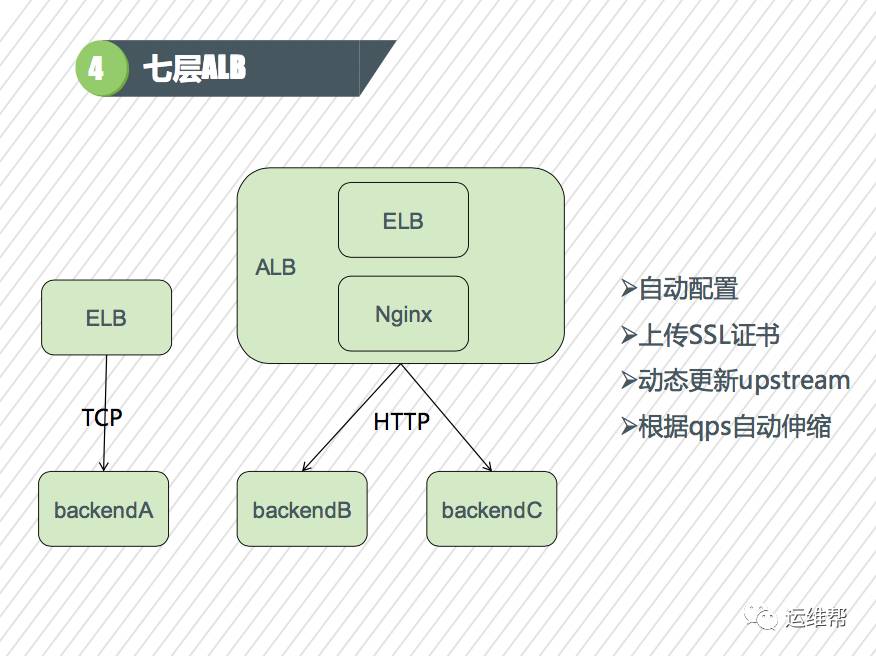 4 七层ALB
ELB
ALB
Nginx
ELB
TCP
HTTP
backendA
backendB
backendC
➢自动配置
➢上传SSL证书
➢动态更新upstream
➢根据qps自动伸缩
运维帮